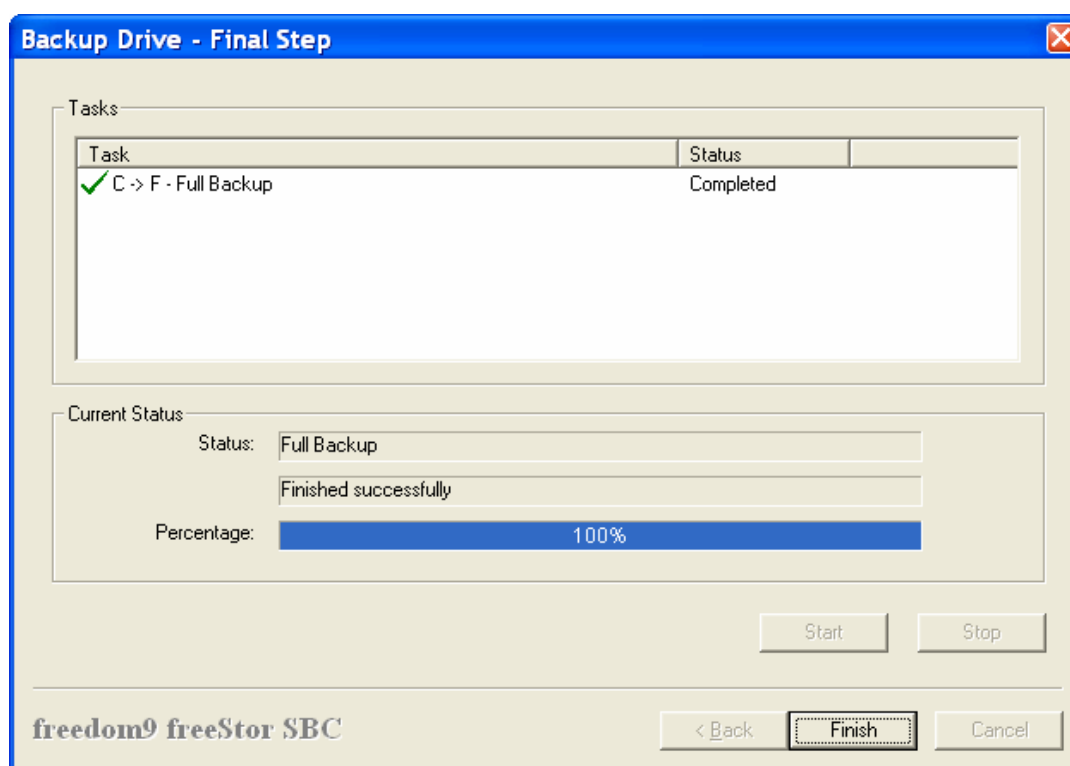 Backup Drive - Final Step
Tasks
Task Status
C -> F - Full Backup Completed
Current Status
Status: Full Backup
Finished successfully
Percentage: 100%
Start Stop
freedom9 freeStor SBC < Back Finish Cancel